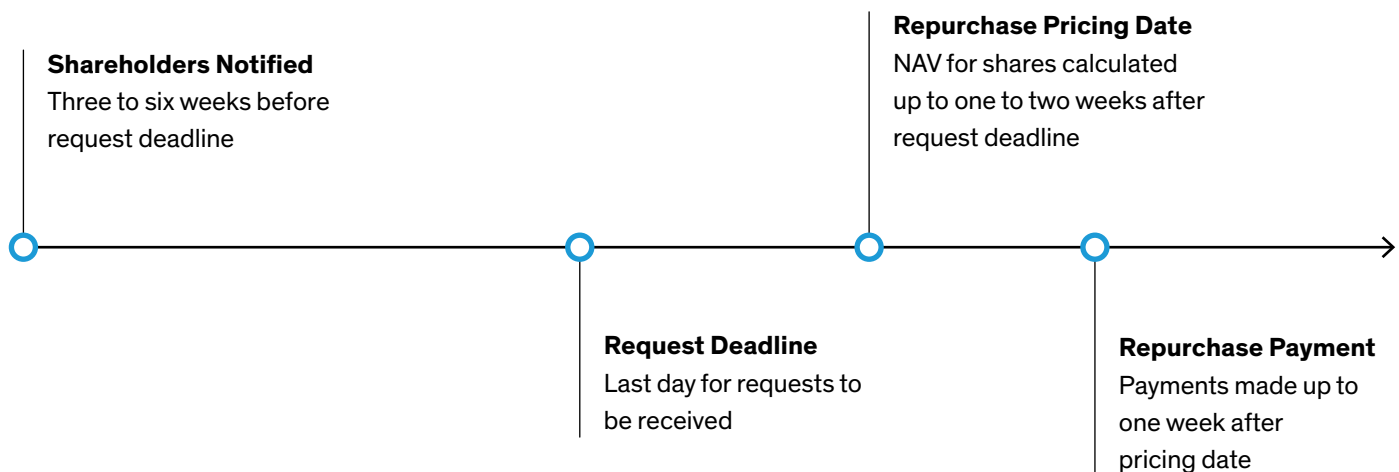 Shareholders Notified
Three to six weeks before
request deadline
Request Deadline
Last day for requests to
be received
Repurchase Pricing Date
NAV for shares calculated
up to one to two weeks after
request deadline
Repurchase Payment
Payments made up to
one week after
pricing date